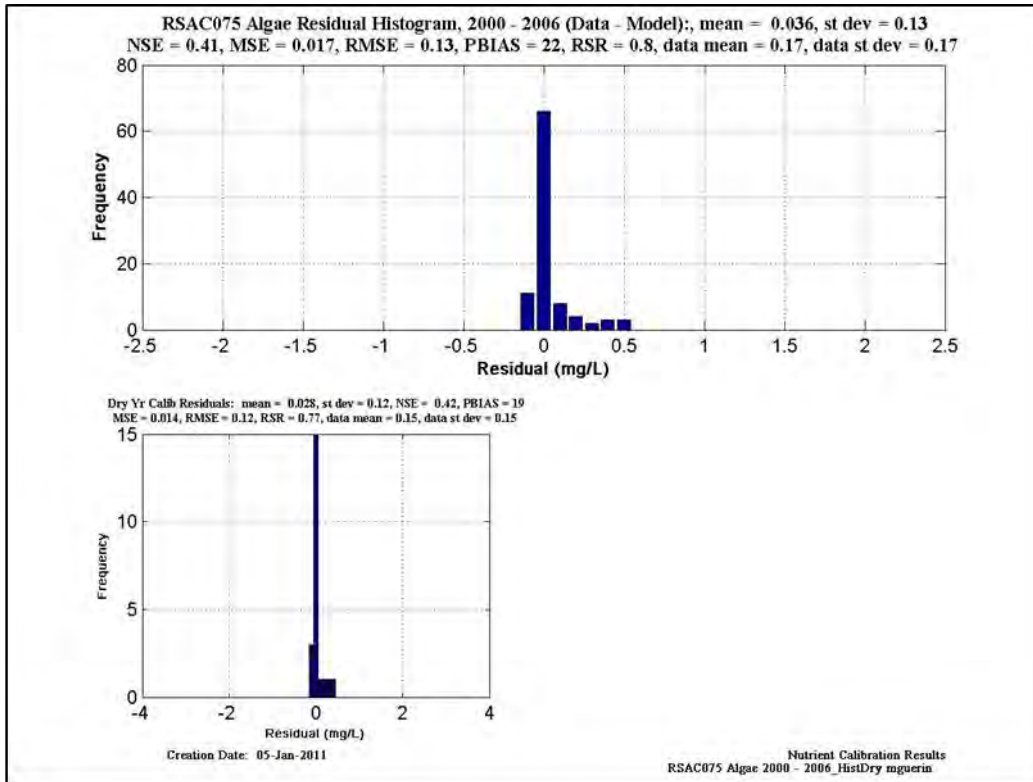 RSAC075 Algae Residual Histogram, 2000 - 2006 (Data - Model):, mean = 0.036, st dev = 0.13
NSE = 0.41, MSE = 0.017, RMSE = 0.13, PBIAS = 22, RSR = 0.8, data mean = 0.17, data st dev = 0.17
80
60
40
20
0
Frequency
-2.5 -2 -1.5 -1 -0.5 0 0.5 1 1.5 2 2.5
Residual (mg/L)
Dry Yr Calib Residuals: mean = 0.028, st dev = 0.12, NSE = 0.42, PBIAS = 19
MSE = 0.014, RMSE = 0.12, RSR = 0.77, data mean = 0.15, data st dev = 0.15
15
10
5
0
Frequency
-4 -2 0 2 4
Residual (mg/L)
Creation Date: 05-Jan-2011
Nutrient Calibration Results
RSAC075 Algae 2000 - 2006_HistDry mguerin